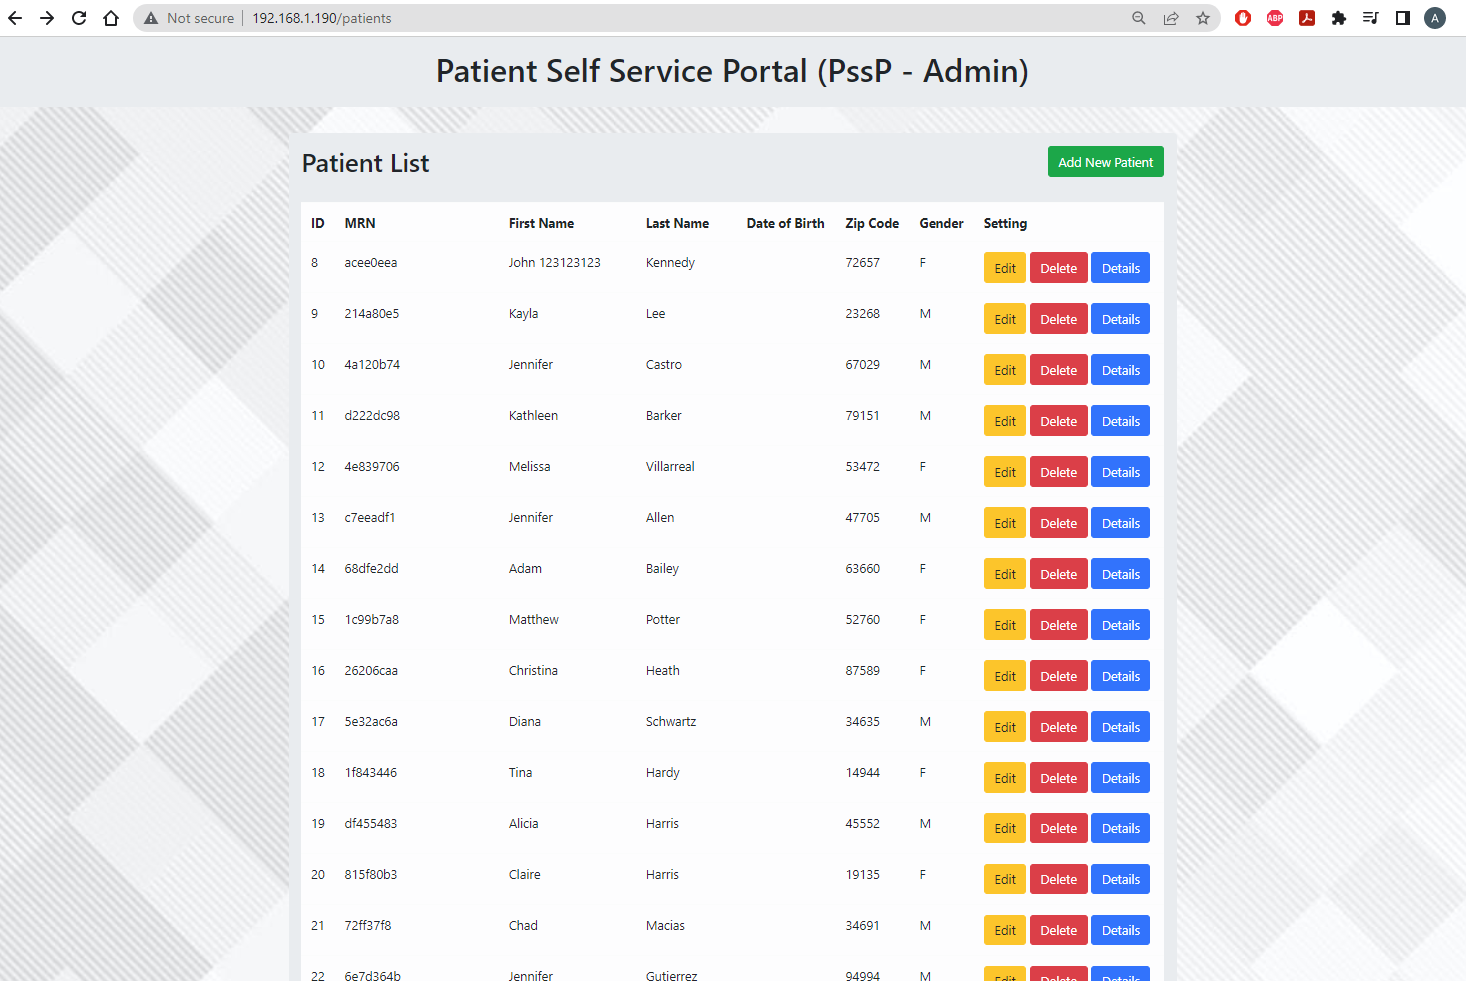 Not secure | 192.168.1.190/patients ABP A
Patient Self Service Portal (PssP - Admin)
Patient List Add New Patient
ID MRN First Name Last Name Date of Birth Zip Code Gender Setting
8 acee0eea John 123123123 Kennedy 72657 F Edit Delete Details
9 214a80e5 Kayla Lee 23268 M Edit Delete Details
10 4a120b74 Jennifer Castro 67029 M Edit Delete Details
11 d222dc98 Kathleen Barker 79151 M Edit Delete Details
12 4e839706 Melissa Villarreal 53472 F Edit Delete Details
13 c7eeadf1 Jennifer Allen 47705 M Edit Delete Details
14 68dfe2dd Adam Bailey 63660 F Edit Delete Details
15 1c99b7a8 Matthew Potter 52760 F Edit Delete Details
16 26206caa Christina Heath 87589 F Edit Delete Details
17 5e32ac6a Diana Schwartz 34635 M Edit Delete Details
18 1f843446 Tina Hardy 14944 F Edit Delete Details
19 df455483 Alicia Harris 45552 M Edit Delete Details
20 815f80b3 Claire Harris 19135 F Edit Delete Details
21 72ff37f8 Chad Macias 34691 M Edit Delete Details
22 6e7d364b Jennifer Gutierrez 94994 M Edit Delete Details